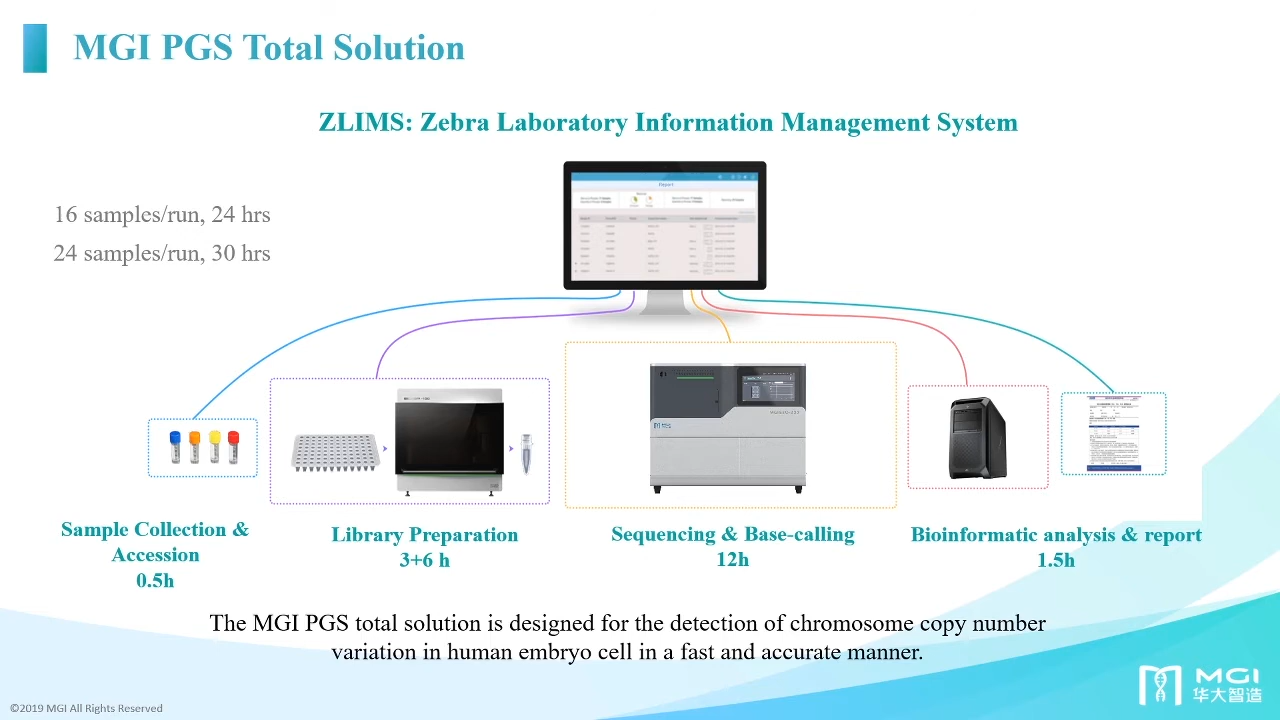 MGI PGS Total Solution
ZLIMS: Zebra Laboratory Information Management System
Report
16 samples/run, 24 hrs
24 samples/run, 30 hrs
MGI
Sample Collection &
Accession
0.5h
Library Preparation
3+6 h
Sequencing & Base-calling
12h
Bioinformatic analysis & report
1.5h
The MGI PGS total solution is designed for the detection of chromosome copy number
variation in human embryo cell in a fast and accurate manner.
©2019 MGI All Rights Reserved
MGI
华大智造